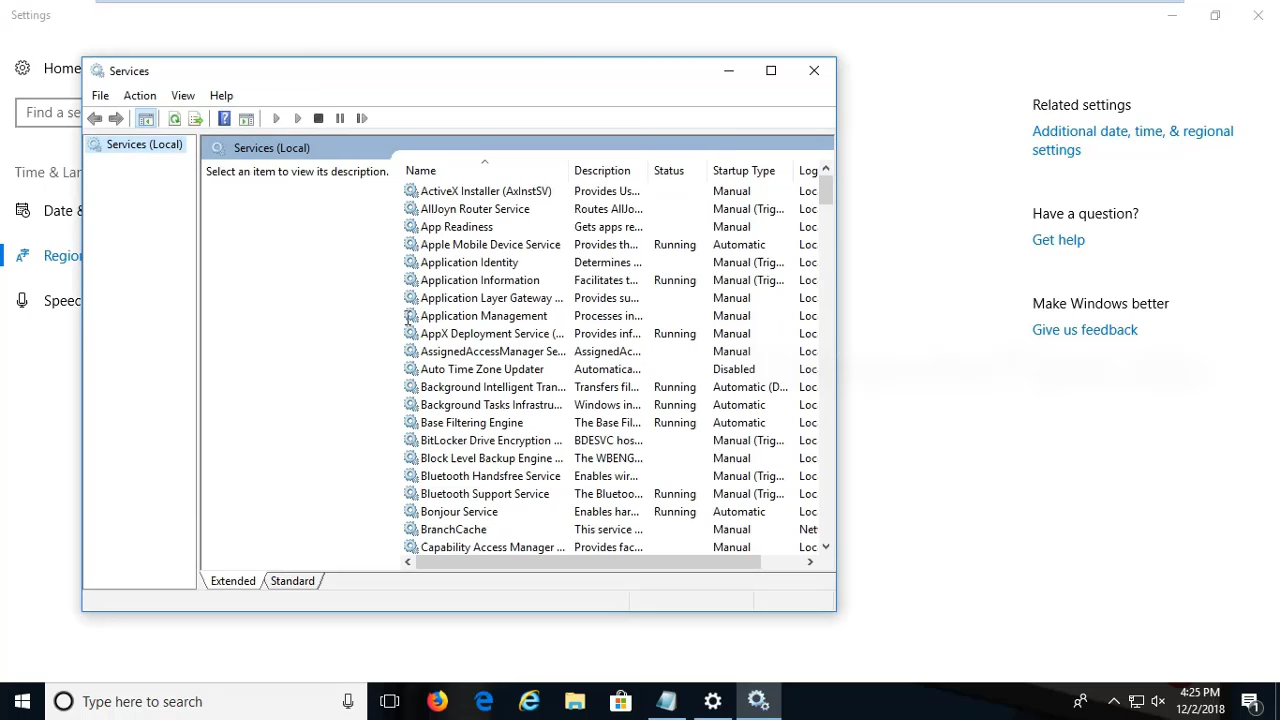 Settings
Home
Find a se
Time & Lan
Date &
Region
Speec
Services
File Action View Help
Services (Local)
Services (Local)
Select an item to view its description.
Name Description Status Startup Type Log
ActiveX Installer (AxInstSV) Provides Us... Manual Loc
AllJoyn Router Service Routes AllJo... Manual (Trig... Loc
App Readiness Gets apps re... Manual Loc
Apple Mobile Device Service Provides th... Running Automatic Loc
Application Identity Determines ... Manual (Trig... Loc
Application Information Facilitates t... Running Manual (Trig... Loc
Application Layer Gateway ... Provides su... Manual Loc
Application Management Processes in... Manual Loc
AppX Deployment Service (... Provides inf... Running Manual Loc
AssignedAccessManager Se... AssignedAc... Manual Loc
Auto Time Zone Updater Automatica... Disabled Loc
Background Intelligent Tran... Transfers fil... Running Automatic (D... Loc
Background Tasks Infrastru... Windows in... Running Automatic Loc
Base Filtering Engine The Base Fil... Running Automatic Loc
BitLocker Drive Encryption ... BDESVC hos... Manual (Trig... Loc
Block Level Backup Engine ... The WBENG... Manual Loc
Bluetooth Handsfree Service Enables wir... Manual (Trig... Loc
Bluetooth Support Service The Bluetoo... Running Manual (Trig... Loc
Bonjour Service Enables har... Running Automatic Loc
BranchCache This service ... Manual Net
Capability Access Manager ... Provides fac... Manual Loc
Extended Standard
Related settings
Additional date, time, & regional
settings
Have a question?
Get help
Make Windows better
Give us feedback
Type here to search
4:25 PM
12/2/2018
1